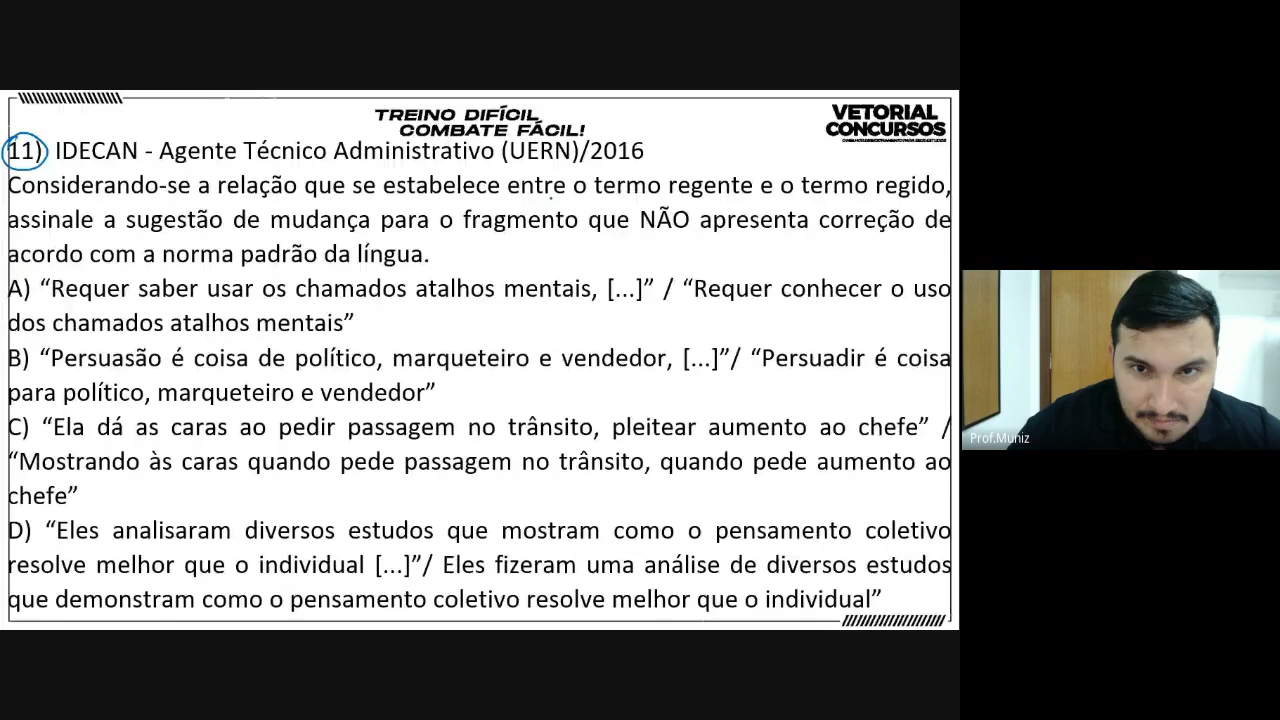 TREINO DIFÍCIL
COMBATE FÁCIL!
VETORIAL
CONCURSOS
11) IDECAN - Agente Técnico Administrativo (UERN)/2016
Considerando-se a relação que se estabelece entre o termo regente e o termo regido,
assinale a sugestão de mudança para o fragmento que NÃO apresenta correção de
acordo com a norma padrão da língua.
A) “Requer saber usar os chamados atalhos mentais, [...]” / “Requer conhecer o uso
dos chamados atalhos mentais”
B) “Persuasão é coisa de político, marqueteiro e vendedor, [...]”/ “Persuadir é coisa
para político, marqueteiro e vendedor”
C) “Ela dá as caras ao pedir passagem no trânsito, pleitear aumento ao chefe” /
“Mostrando às caras quando pede passagem no trânsito, quando pede aumento ao
chefe”
D) “Eles analisaram diversos estudos que mostram como o pensamento coletivo
resolve melhor que o individual [...]”/ Eles fizeram uma análise de diversos estudos
que demonstram como o pensamento coletivo resolve melhor que o individual”
Prof.Muniz